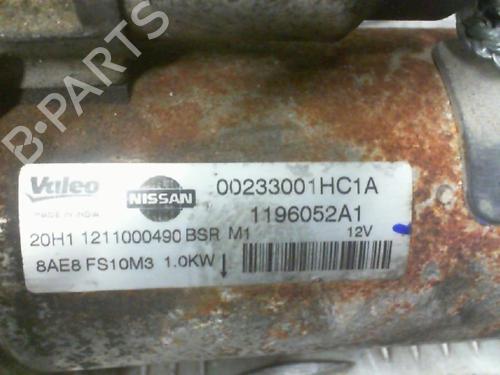 B-PARTS
Valeo
MADE IN INDIA
NISSAN
00233001HC1A
1196052A1
20H1 1211000490 BSR M1 12V
8AE8 FS10M3 1.0KW